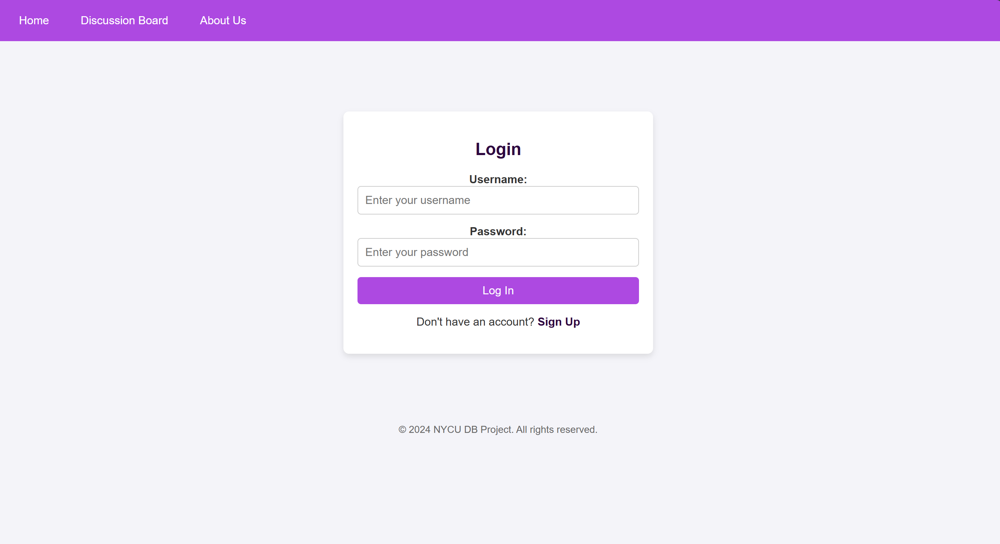 Home Discussion Board About Us
Login
Username:
Enter your username
Password:
Enter your password
Log In
Don't have an account? Sign Up
© 2024 NYCU DB Project. All rights reserved.